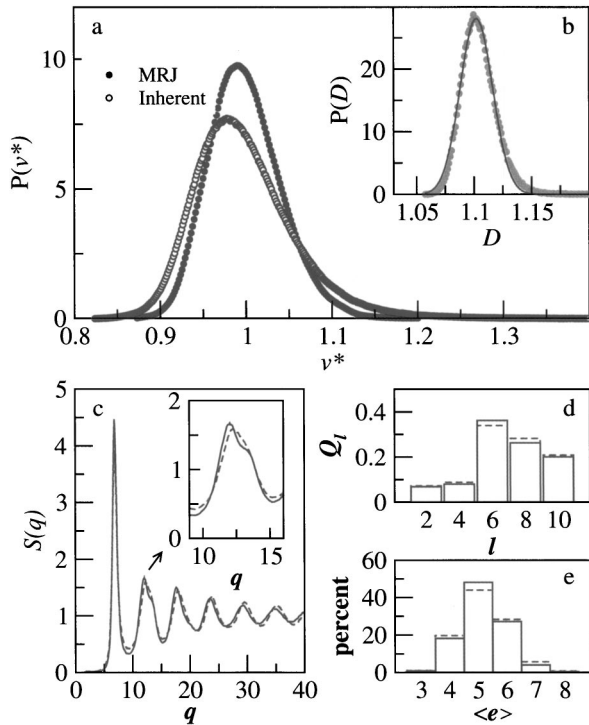 a
MRJ
Inherent
P(v*)
10
5
0
0.8 0.9 1 1.1 1.2 1.3
v*
b
P(D)
20
10
0
1.05 1.1 1.15
D
c
S(q)
5
4
3
2
1
0
0 10 20 30 40
q
2
1
0
10 15
q
d
Q_l
0.4
0.2
0
2 4 6 8 10
l
e
percent
60
40
20
0
3 4 5 6 7 8
<e>